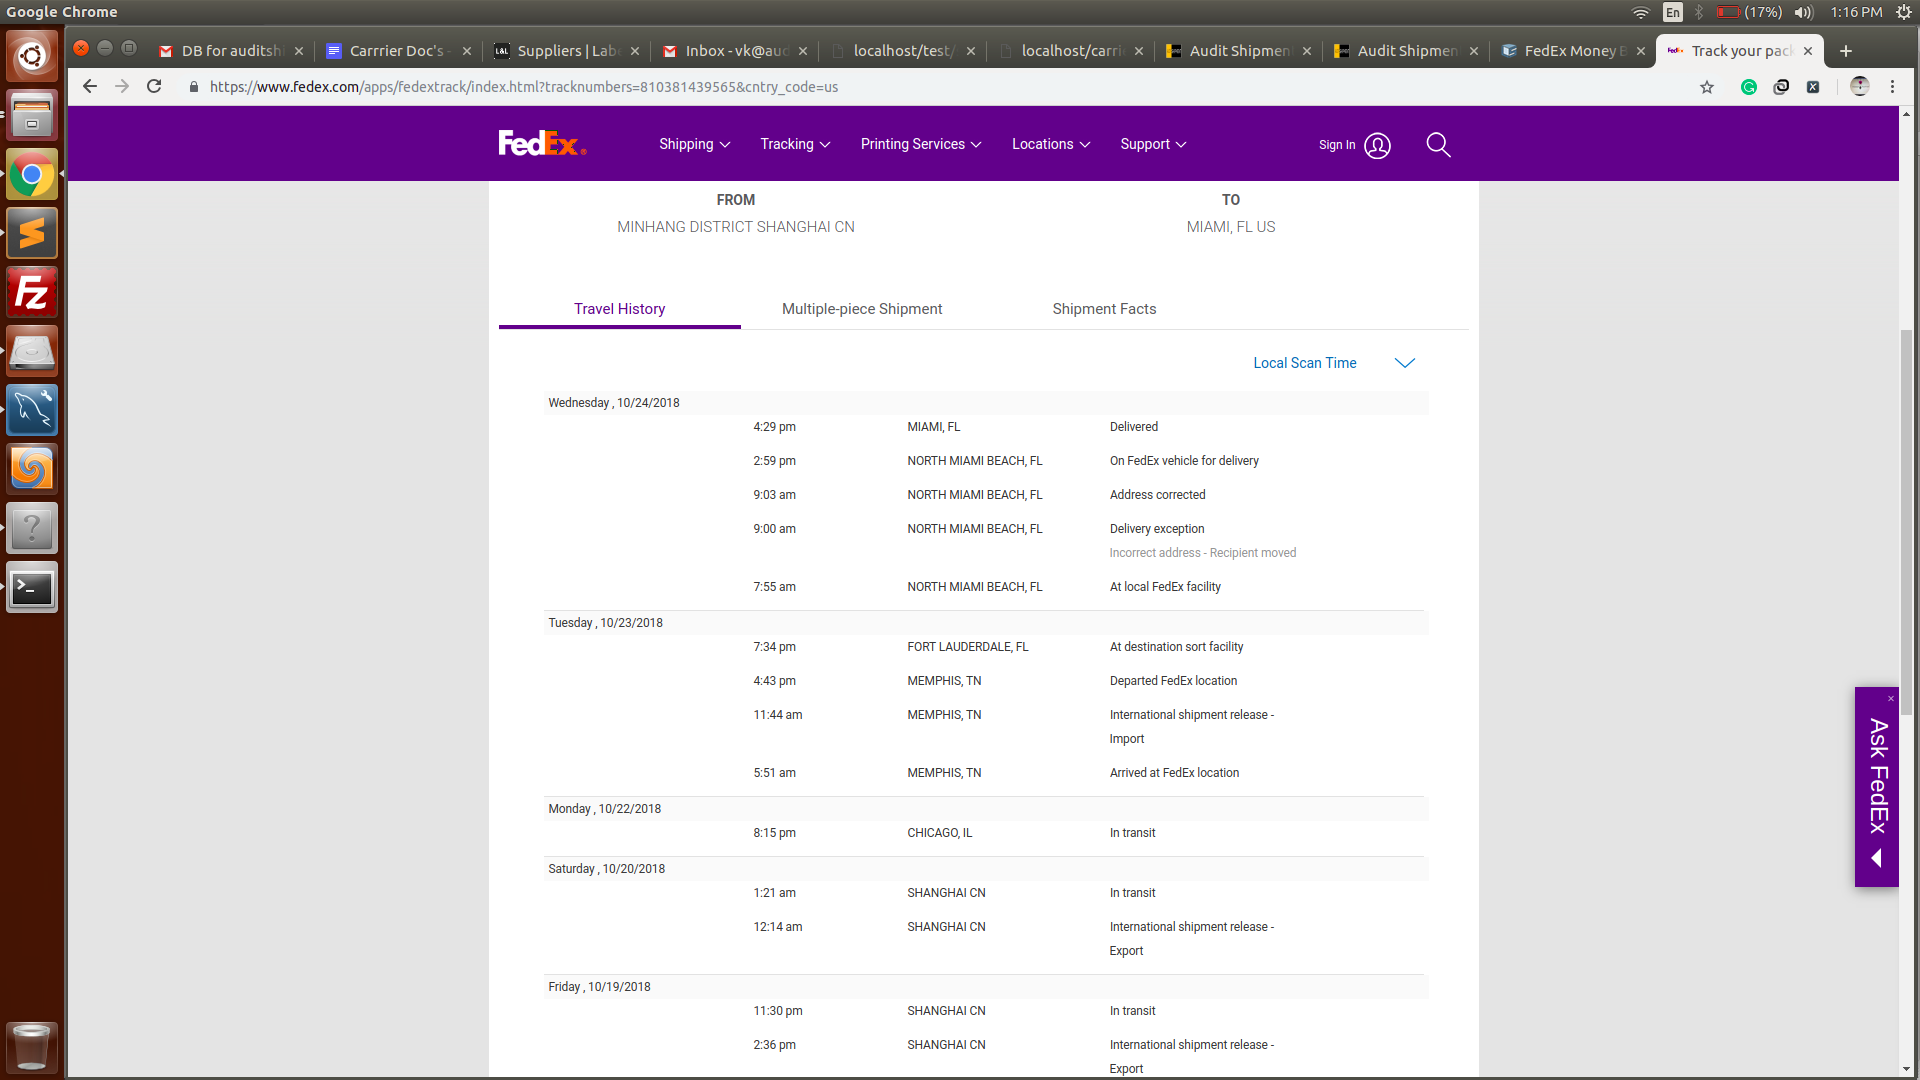 Google Chrome
En (17%) 1:16 PM
DB for auditshi Carrrier Doc's - L&L Suppliers | Lab Inbox - vk@aud localhost/test/ localhost/carri Audit Shipmen Audit Shipmen FedEx Money B FedEx Track your pac
https://www.fedex.com/apps/fedextrack/index.html?tracknumbers=810381439565&cntry_code=us
FedEx® Shipping Tracking Printing Services Locations Support Sign In
FROM TO
MINHANG DISTRICT SHANGHAI CN MIAMI, FL US
Travel History Multiple-piece Shipment Shipment Facts
Local Scan Time
Wednesday , 10/24/2018
4:29 pm MIAMI, FL Delivered
2:59 pm NORTH MIAMI BEACH, FL On FedEx vehicle for delivery
9:03 am NORTH MIAMI BEACH, FL Address corrected
9:00 am NORTH MIAMI BEACH, FL Delivery exception
Incorrect address - Recipient moved
7:55 am NORTH MIAMI BEACH, FL At local FedEx facility
Tuesday , 10/23/2018
7:34 pm FORT LAUDERDALE, FL At destination sort facility
4:43 pm MEMPHIS, TN Departed FedEx location
11:44 am MEMPHIS, TN International shipment release -
Import
5:51 am MEMPHIS, TN Arrived at FedEx location
Monday , 10/22/2018
8:15 pm CHICAGO, IL In transit
Saturday , 10/20/2018
1:21 am SHANGHAI CN In transit
12:14 am SHANGHAI CN International shipment release -
Export
Friday , 10/19/2018
11:30 pm SHANGHAI CN In transit
2:36 pm SHANGHAI CN International shipment release -
Export
Ask FedEx
Fz